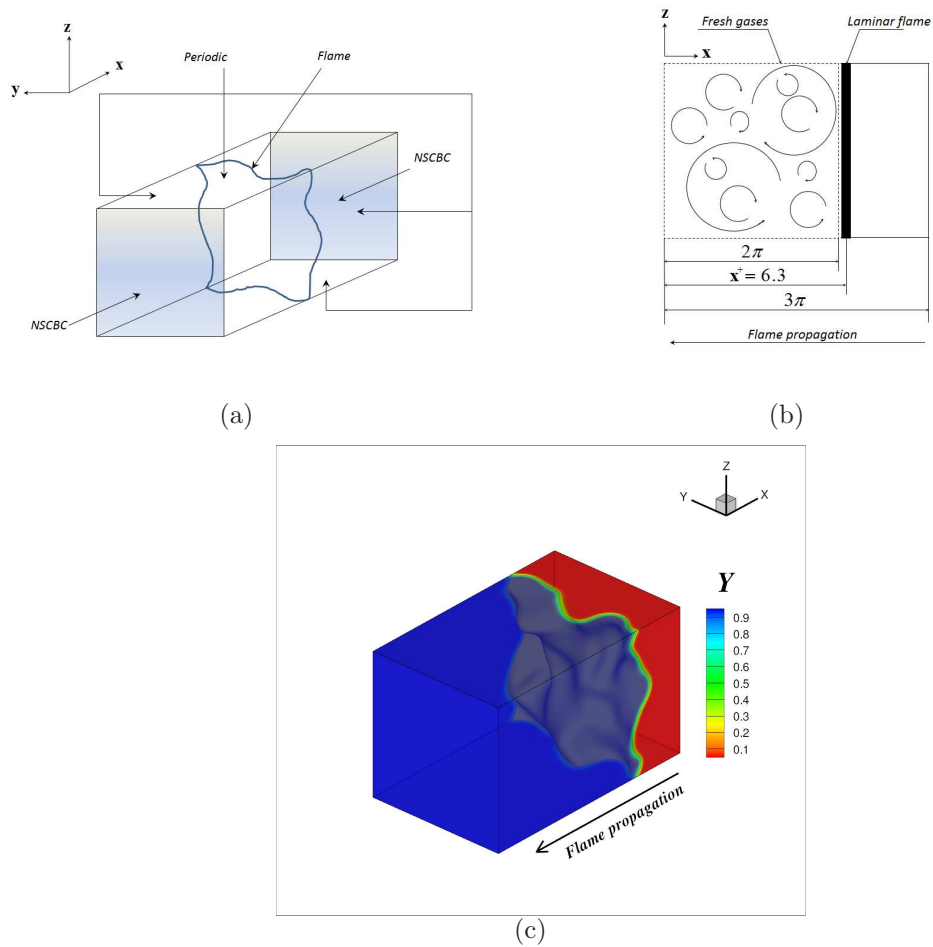 z
x
y
Periodic
Flame
NSCBC
NSCBC
(a)
z
x
Fresh gases
Laminar flame
2π
x⁺= 6.3
3π
Flame propagation
(b)
Z
Y
X
Y
0.9
0.8
0.7
0.6
0.5
0.4
0.3
0.2
0.1
Flame propagation
(c)